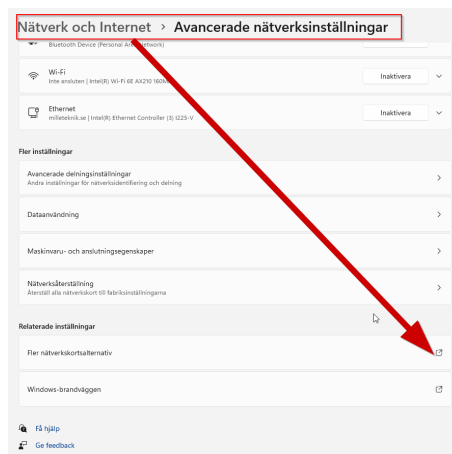 Nätverk och Internet > Avancerade nätverksinställningar
Bluetooth Device (Personal Area Network)
Wi-Fi
Inte ansluten | Intel(R) Wi-Fi 6E AX210 160M
Inaktivera
Ethernet
milleteknik.se | Intel(R) Ethernet Controller (3) I225-V
Inaktivera
Fler inställningar
Avancerade delningsinställningar
Ändra inställningar för nätverksidentifiering och delning
Dataanvändning
Maskinvaru- och anslutningsegenskaper
Nätverksåterställning
Återställ alla nätverkskort till fabriksinställningarna
Relaterade inställningar
Fler nätverkskortsalternativ
Windows-brandväggen
Få hjälp
Ge feedback